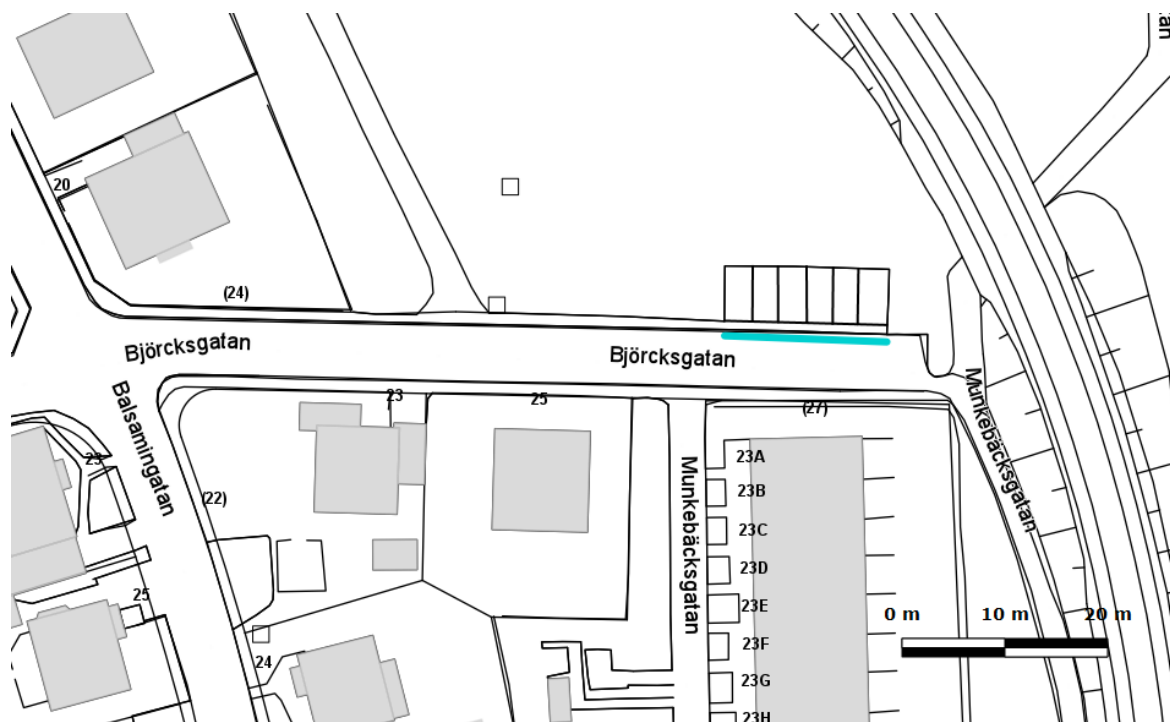 20
(24)
Björcksgatan
Björcksgatan
Balsamingatan
23
25
(27)
Munkebäcksgatan
23
(22)
Munkebäcksgatan
23A
23B
23C
23D
23E
23F
23G
23H
25
24
0 m 10 m 20 m